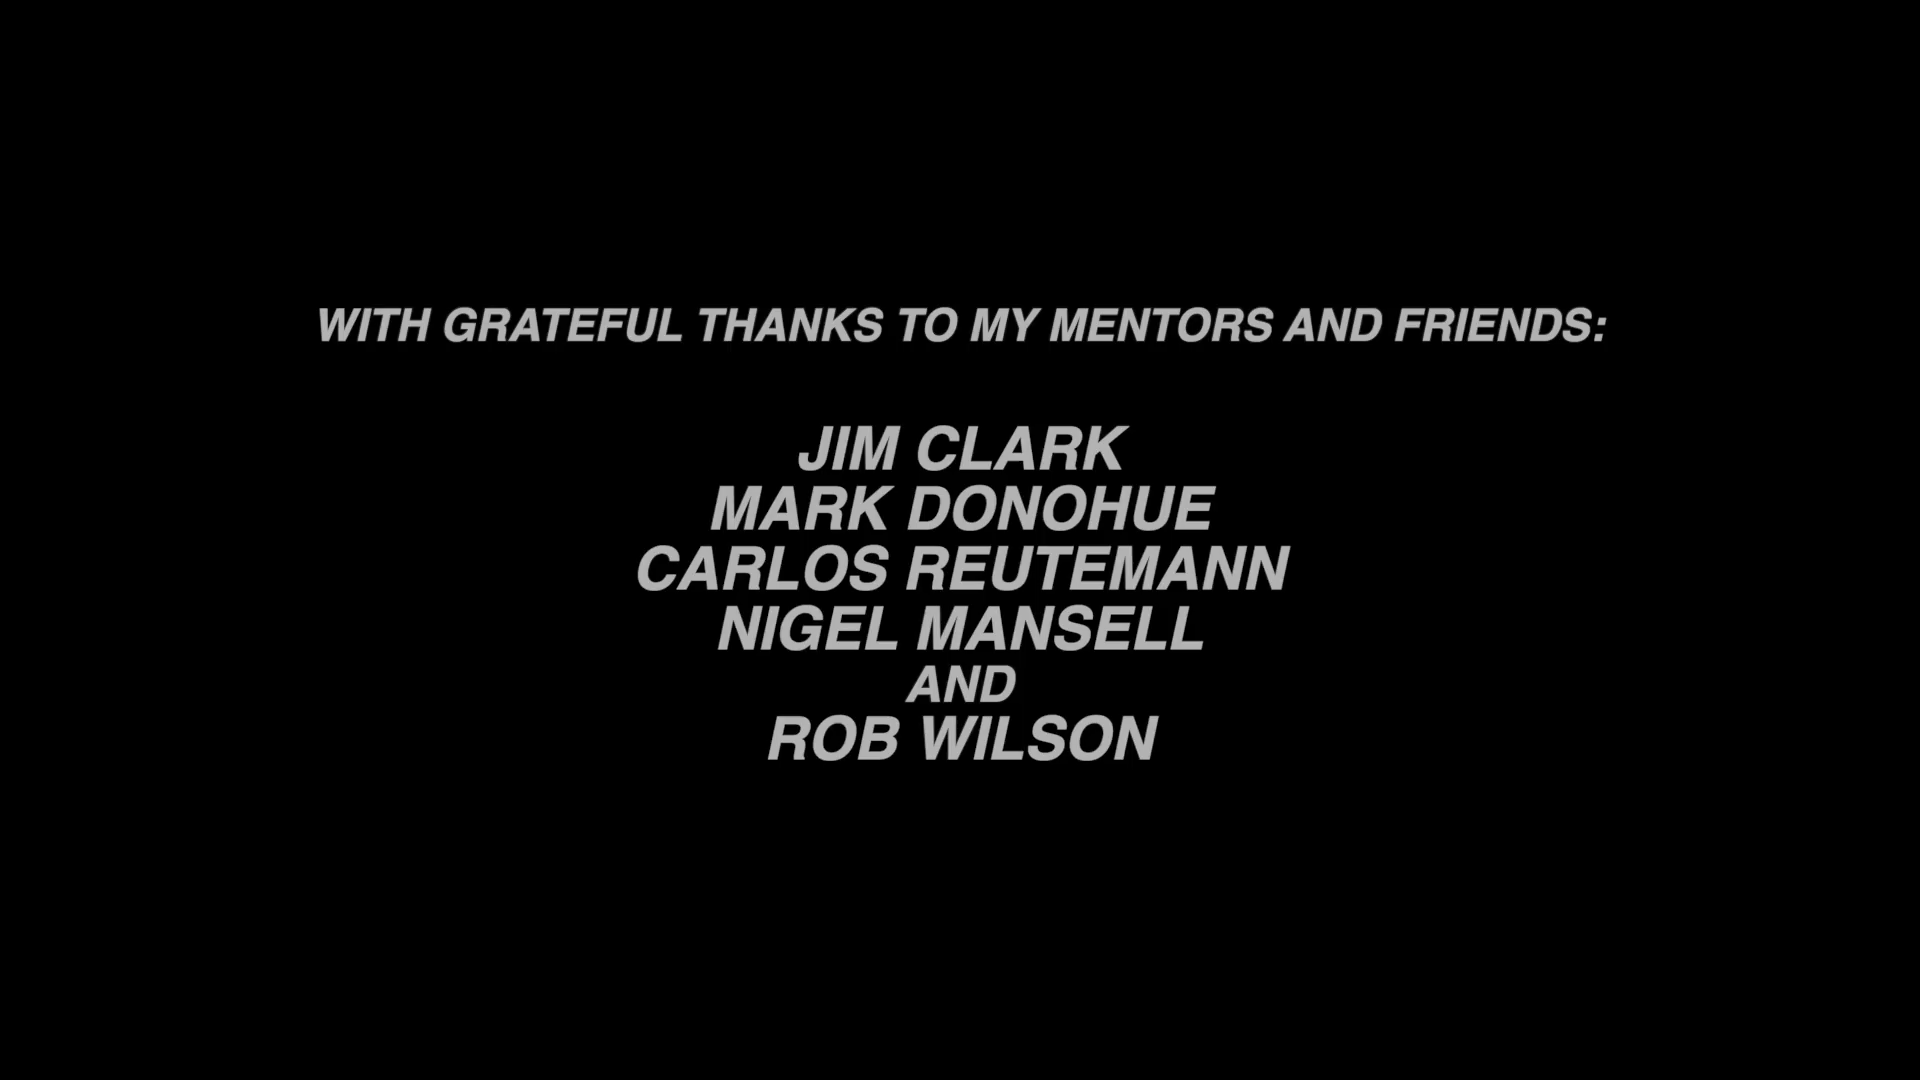 WITH GRATEFUL THANKS TO MY MENTORS AND FRIENDS:
JIM CLARK
MARK DONOHUE
CARLOS REUTEMANN
NIGEL MANSELL
AND
ROB WILSON